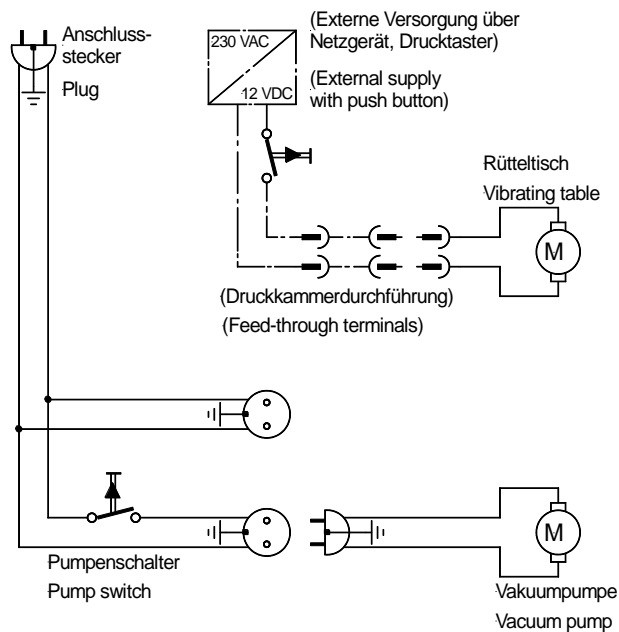 Anschluss-
stecker
Plug
230 VAC
12 VDC
(Externe Versorgung über
Netzgerät, Drucktaster)
(External supply
with push button)
Rütteltisch
Vibrating table
M
(Druckkammerdurchführung)
(Feed-through terminals)
Pumpenschalter
Pump switch
M
Vakuumpumpe
Vacuum pump